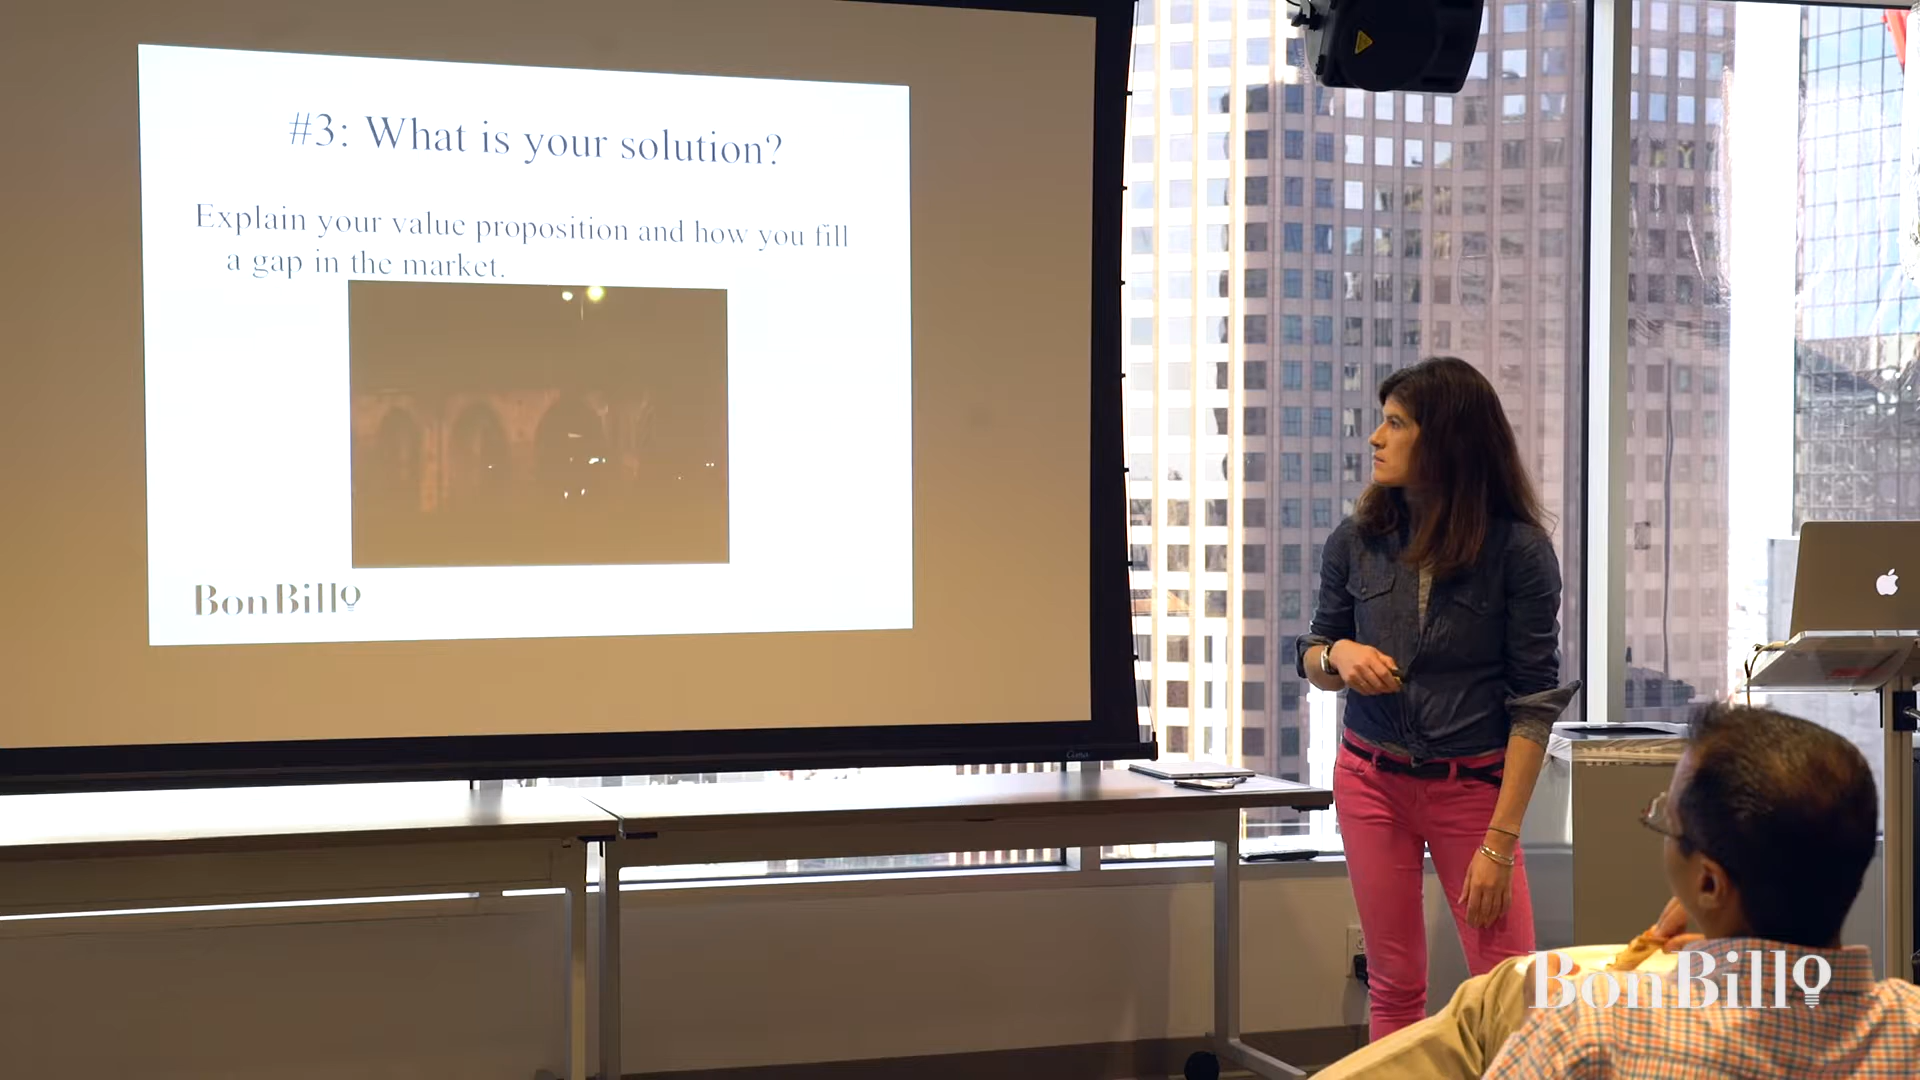 #3: What is your solution?
Explain your value proposition and how you fill
a gap in the market.
BonBillo
BonBillo